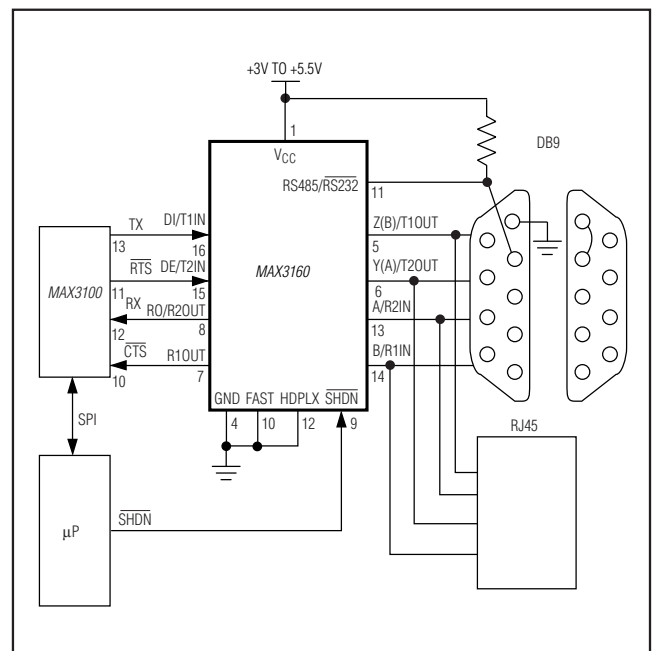 +3V TO +5.5V
1
VCC
DB9
RS485/RS232
11
TX
DI/T1IN
Z(B)/T1OUT
13
16
5
RTS
DE/T2IN
MAX3160
Y(A)/T2OUT
MAX3100
11
15
6
RX
RO/R2OUT
A/R2IN
12
8
13
CTS
R1OUT
B/R1IN
10
7
14
GND
FAST
HDPLX
SHDN
4
10
12
9
SPI
RJ45
SHDN
µP